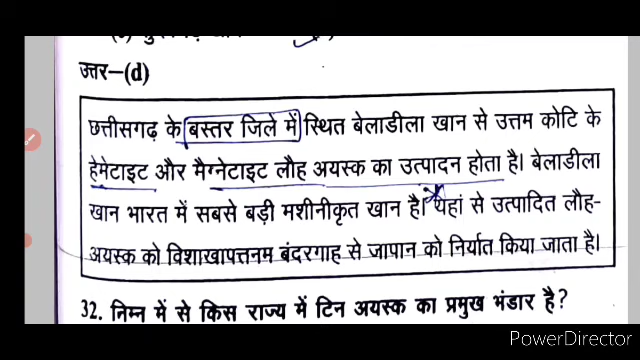 उत्तर–(d)
छत्तीसगढ़ के बस्तर जिले में स्थित बेलाडीला खान से उत्तम कोटि के
हेमेटाइट और मैग्नेटाइट लौह अयस्क का उत्पादन होता है। बेलाडीला
खान भारत में सबसे बड़ी मशीनीकृत खान है। यहां से उत्पादित लौह-
अयस्क को विशाखापत्तनम बंदरगाह से जापान को निर्यात किया जाता है।
32. निम्न में से किस राज्य में टिन अयस्क का प्रमुख भंडार है?
PowerDirector